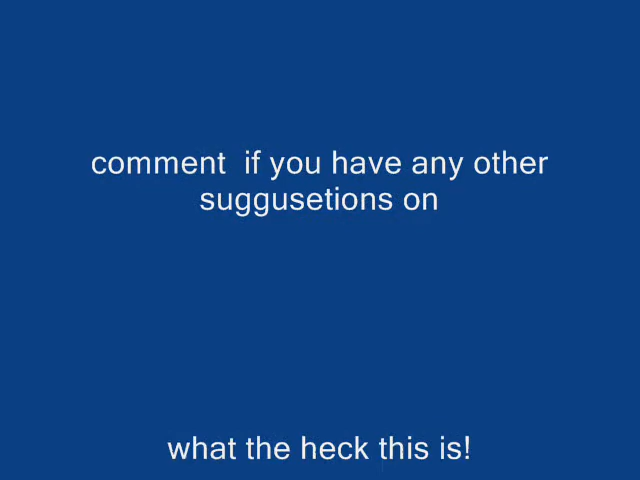 comment  if you have any other
suggusetions on
what the heck this is!